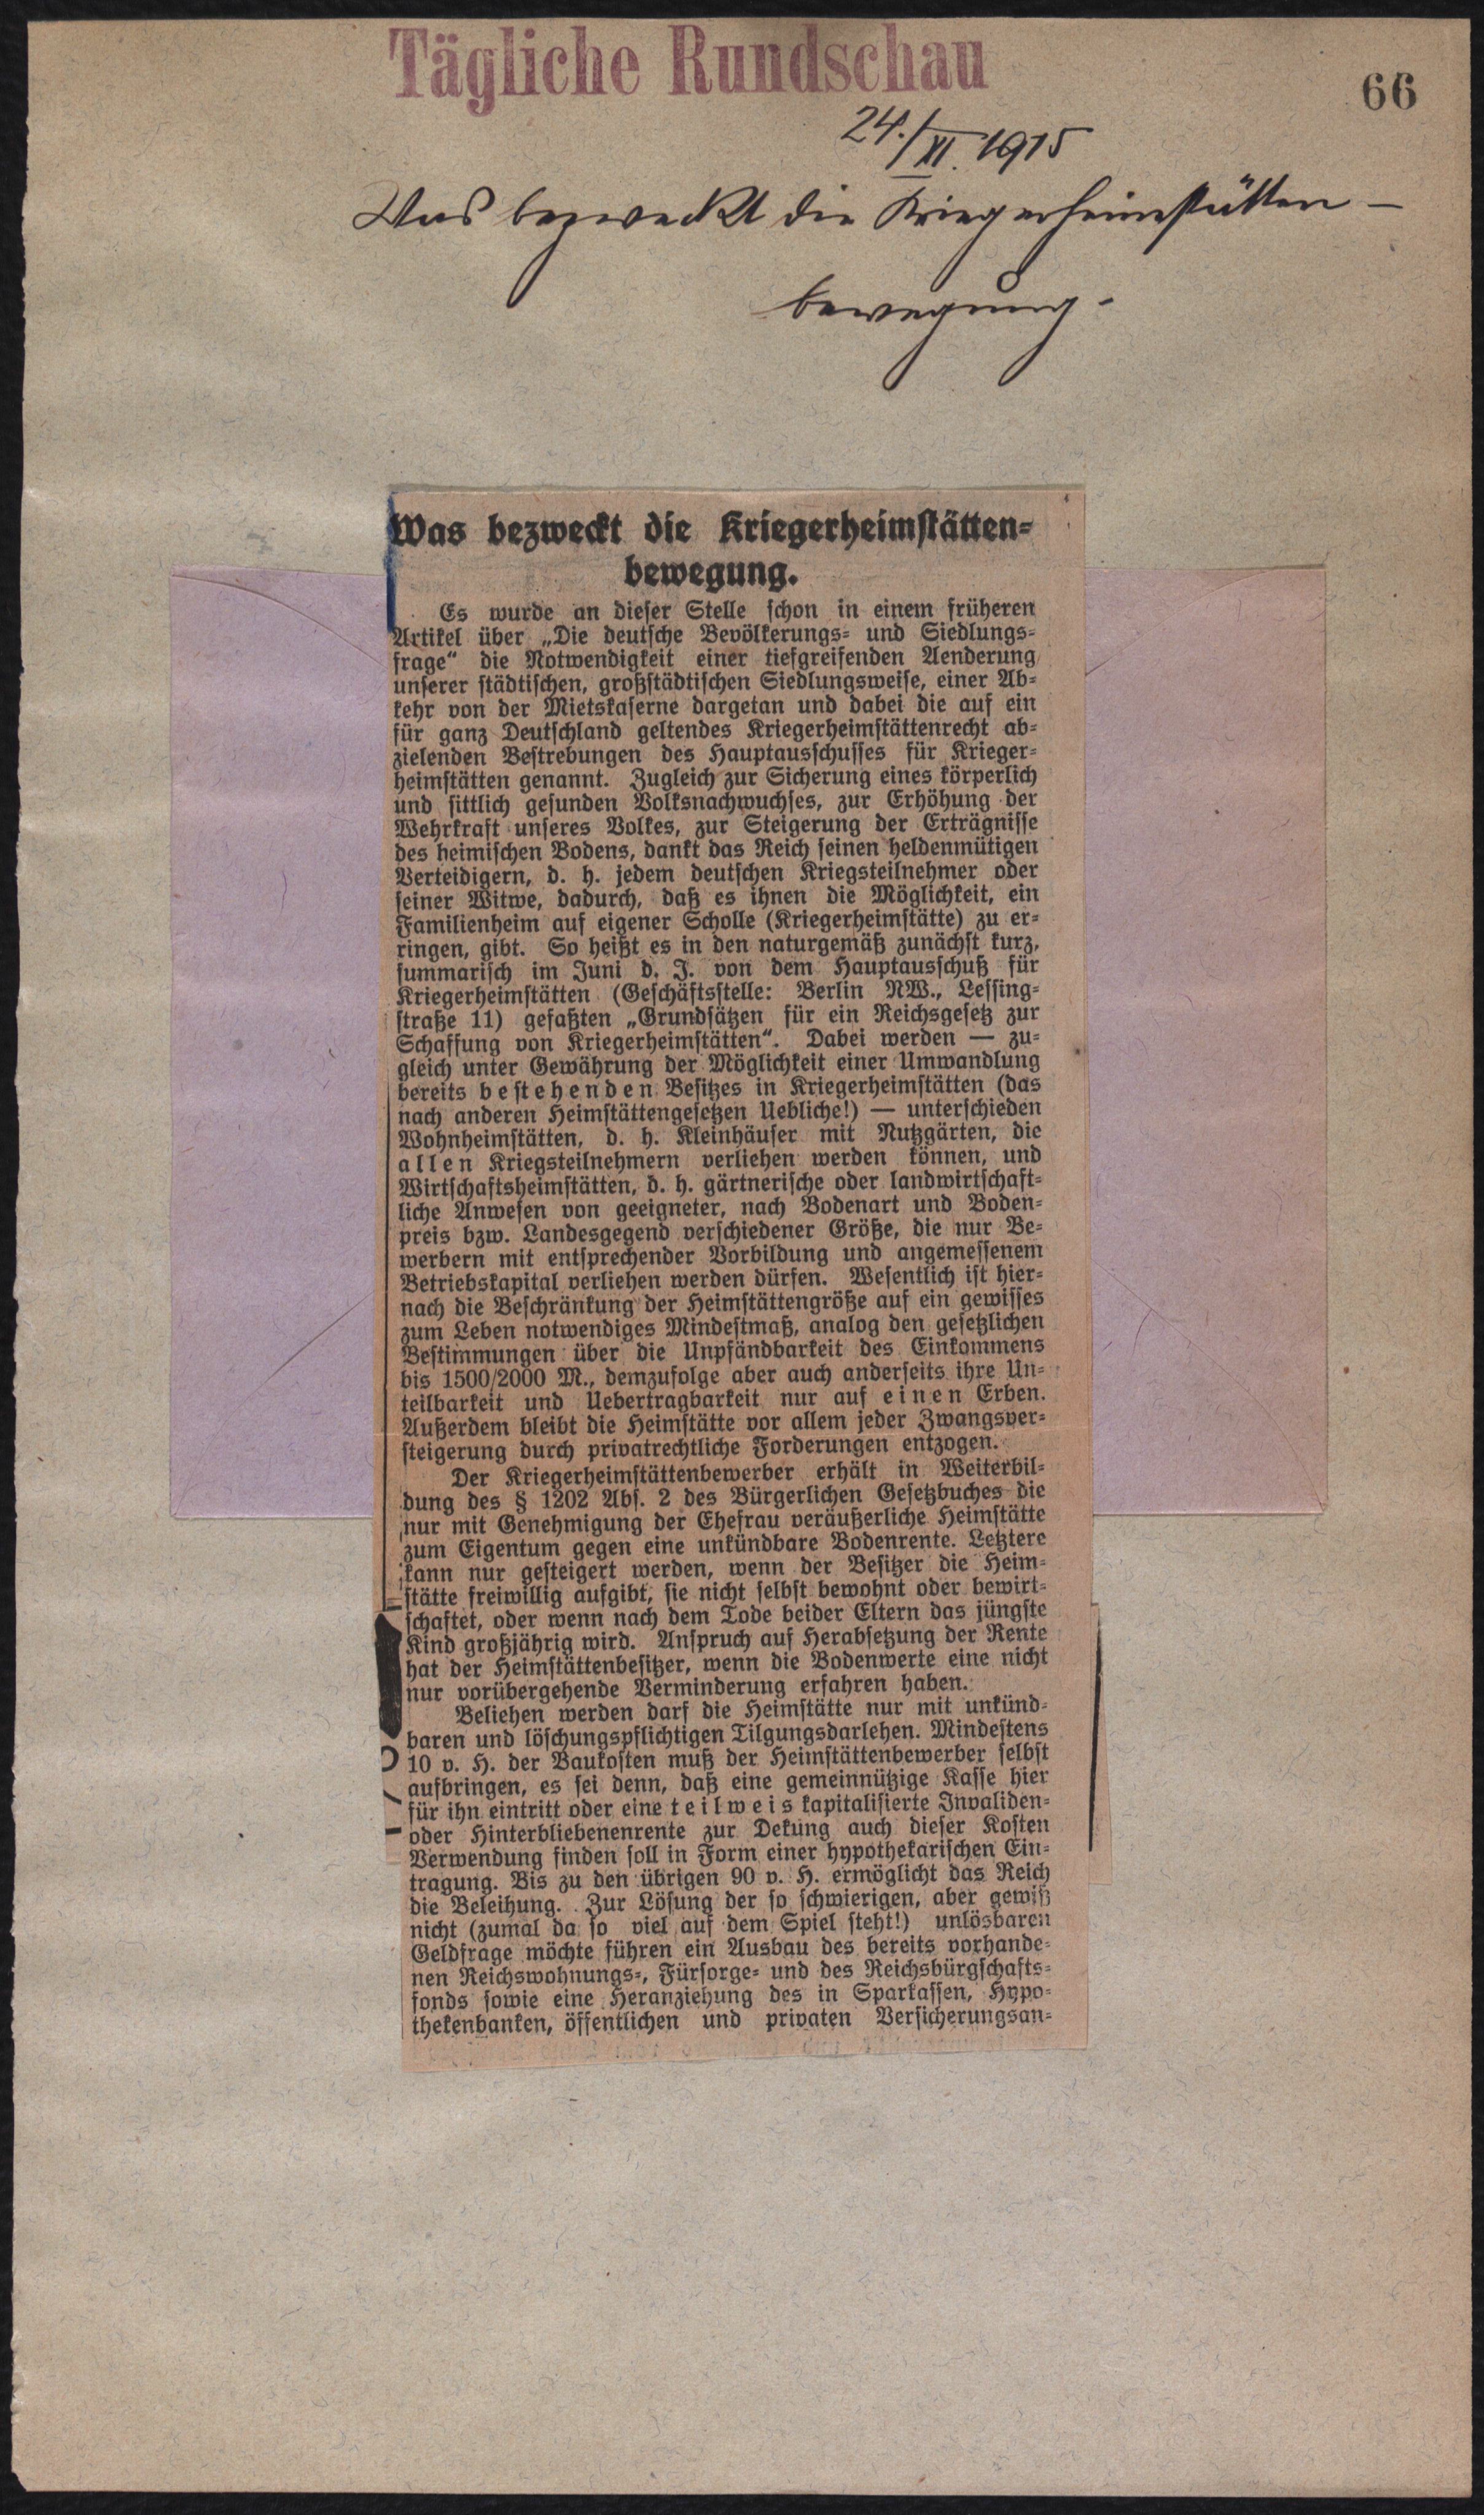 Tägliche Rundschau
66
24./XI. 1915
Was bezweckt die Kriegerheimstätten-
bewegung.
Was bezweckt die Kriegerheimstätten-
bewegung.
Es wurde an dieser Stelle schon in einem früheren
Artikel über „Die deutsche Bevölkerungs- und Siedlungs-
frage“ die Notwendigkeit einer tiefgreifenden Aenderung
unserer städtischen, großstädtischen Siedlungsweise, einer Ab-
kehr von der Mietskaserne dargetan und dabei die auf ein
für ganz Deutschland geltendes Kriegerheimstättenrecht ab-
zielenden Bestrebungen des Hauptausschusses für Krieger-
heimstätten genannt. Zugleich zur Sicherung eines körperlich
und sittlich gesunden Volksnachwuchses, zur Erhöhung der
Wehrkraft unseres Volkes, zur Steigerung der Erträgnisse
des heimischen Bodens, dankt das Reich seinen heldenmütigen
Verteidigern, d. h. jedem deutschen Kriegsteilnehmer oder
seiner Witwe, dadurch, daß es ihnen die Möglichkeit, ein
Familienheim auf eigener Scholle (Kriegerheimstätte) zu er-
ringen, gibt. So heißt es in den naturgemäß zunächst kurz,
summarisch im Juni d. J. von dem Hauptausschuß für
Kriegerheimstätten (Geschäftsstelle: Berlin NW., Lessing-
straße 11) gefaßten „Grundsätzen für ein Reichsgesetz zur
Schaffung von Kriegerheimstätten“. Dabei werden — zu-
gleich unter Gewährung der Möglichkeit einer Umwandlung
bereits bestehenden Besitzes in Kriegerheimstätten (das
nach anderen Heimstättengesetzen Uebliche!) — unterschieden
Wohnheimstätten, d. h. Kleinhäuser mit Nutzgärten, die
allen Kriegsteilnehmern verliehen werden können, und
Wirtschaftsheimstätten, d. h. gärtnerische oder landwirtschaft-
liche Anwesen von geeigneter, nach Bodenart und Boden-
preis bzw. Landesgegend verschiedener Größe, die nur Be-
werbern mit entsprechender Vorbildung und angemessenem
Betriebskapital verliehen werden dürfen. Wesentlich ist hier-
nach die Beschränkung der Heimstättengröße auf ein gewisses
zum Leben notwendiges Mindestmaß, analog den gesetzlichen
Bestimmungen über die Unpfändbarkeit des Einkommens
bis 1500/2000 M., demzufolge aber auch anderseits ihre Un-
teilbarkeit und Uebertragbarkeit nur auf einen Erben.
Außerdem bleibt die Heimstätte vor allem jeder Zwangsver-
steigerung durch privatrechtliche Forderungen entzogen.
Der Kriegerheimstättenbewerber erhält in Weiterbil-
dung des § 1202 Abs. 2 des Bürgerlichen Gesetzbuches die
nur mit Genehmigung der Ehefrau veräußerliche Heimstätte
zum Eigentum gegen eine unkündbare Bodenrente. Letztere
kann nur gesteigert werden, wenn der Besitzer die Heim-
stätte freiwillig aufgibt, sie nicht selbst bewohnt oder bewirt-
schaftet, oder wenn nach dem Tode beider Eltern das jüngste
Kind großjährig wird. Anspruch auf Herabsetzung der Rente
hat der Heimstättenbesitzer, wenn die Bodenwerte eine nicht
nur vorübergehende Verminderung erfahren haben.
Beliehen werden darf die Heimstätte nur mit unkünd-
baren und löschungspflichtigen Tilgungsdarlehen. Mindestens
10 v. H. der Baukosten muß der Heimstättenbewerber selbst
aufbringen, es sei denn, daß eine gemeinnützige Kasse hier
für ihn eintritt oder eine teilweis kapitalisierte Invaliden-
oder Hinterbliebenenrente zur Dekung auch dieser Kosten
Verwendung finden soll in Form einer hypothekarischen Ein-
tragung. Bis zu den übrigen 90 v. H. ermöglicht das Reich
die Beleihung. Zur Lösung der so schwierigen, aber gewiß
nicht (zumal da so viel auf dem Spiel steht!) unlösbaren
Geldfrage möchte führen ein Ausbau des bereits vorhande-
nen Reichswohnungs-, Fürsorge- und des Reichsbürgschafts-
fonds sowie eine Heranziehung des in Sparkassen, Hypo-
thekenbanken, öffentlichen und privaten Versicherungsan-